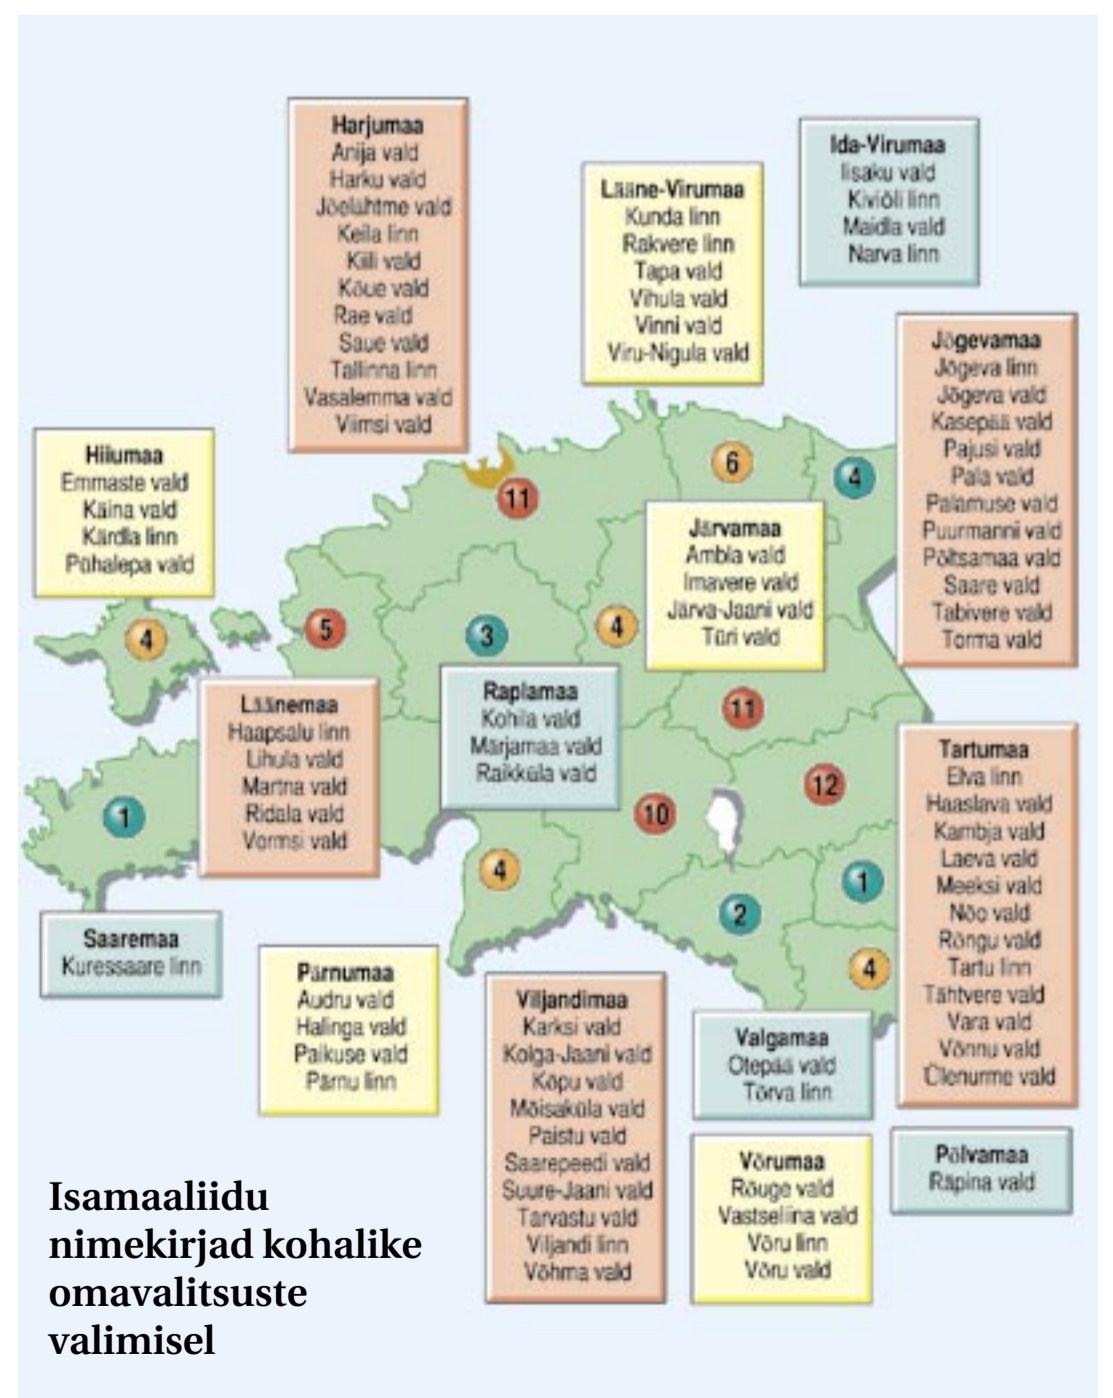 Harjumaa
Anija vald
Harku vald
Jõelähtme vald
Keila linn
Kiili vald
Kõue vald
Rae vald
Saue vald
Tallinna linn
Vasalemma vald
Viimsi vald
Lääne-Virumaa
Kunda linn
Rakvere linn
Tapa vald
Vihula vald
Vinni vald
Viru-Nigula vald
Ida-Virumaa
Iisaku vald
Kiviõli linn
Maidla vald
Narva linn
Jõgevamaa
Jõgeva linn
Jõgeva vald
Kasepää vald
Pajusi vald
Pala vald
Palamuse vald
Puurmanni vald
Põltsamaa vald
Saare vald
Tabivere vald
Torma vald
Hiiumaa
Emmaste vald
Käina vald
Kärdla linn
Pühalepa vald
Järvamaa
Ambla vald
Imavere vald
Järva-Jaani vald
Türi vald
11
6
4
4
5
3
4
11
12
10
1
4
1
2
4
Läänemaa
Haapsalu linn
Lihula vald
Martna vald
Ridala vald
Vormsi vald
Raplamaa
Kohila vald
Märjamaa vald
Raikküla vald
Tartumaa
Elva linn
Haaslava vald
Kambja vald
Laeva vald
Meeksi vald
Nõo vald
Rõngu vald
Tartu linn
Tähtvere vald
Vara vald
Võnnu vald
Ülenurme vald
Saaremaa
Kuressaare linn
Pärnumaa
Audru vald
Halinga vald
Paikuse vald
Pärnu linn
Viljandimaa
Karksi vald
Kolga-Jaani vald
Kõpu vald
Mõisaküla vald
Paistu vald
Saarepeedi vald
Suure-Jaani vald
Tarvastu vald
Viljandi linn
Võhma vald
Valgamaa
Otepää vald
Tõrva linn
Võrumaa
Rõuge vald
Vastseliina vald
Võru linn
Võru vald
Põlvamaa
Räpina vald
Isamaaliidu
nimekirjad kohalike
omavalitsuste
valimisel